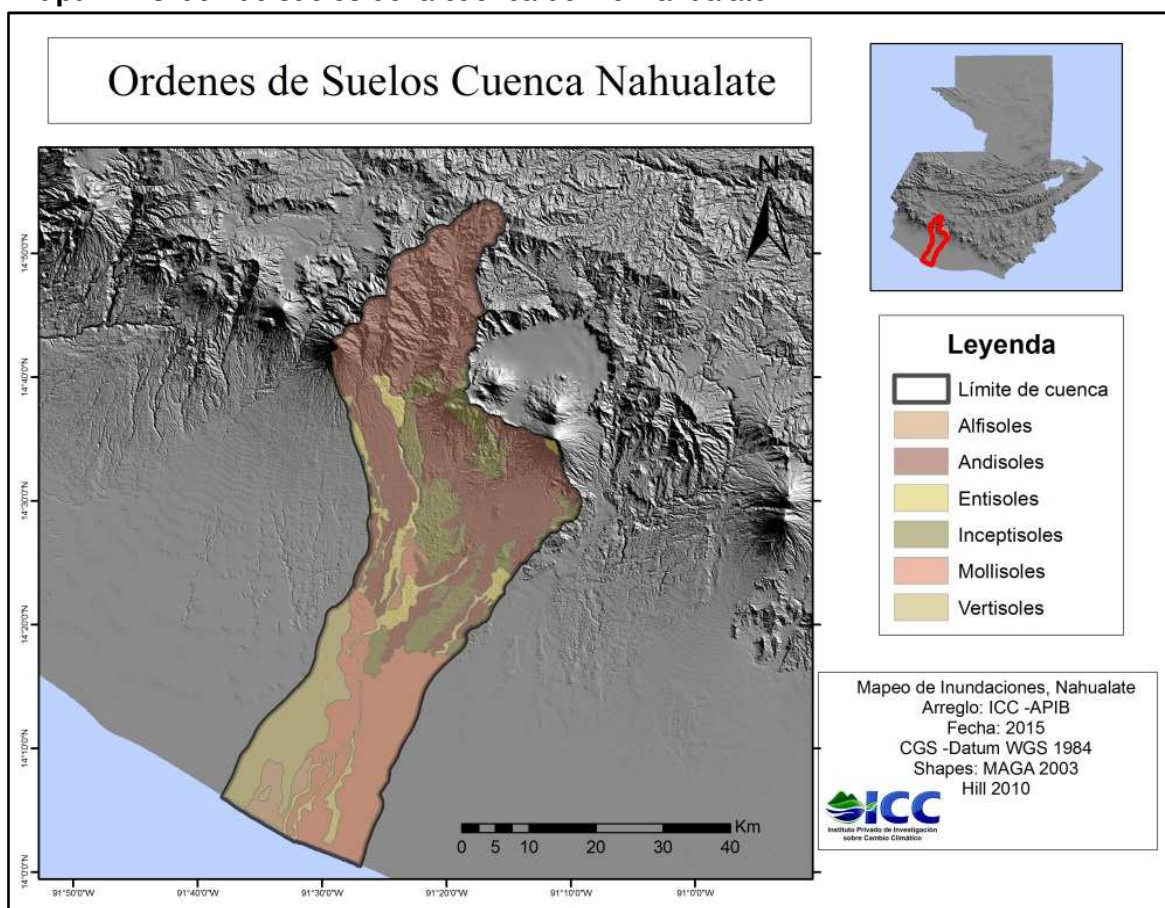 Ordenes de Suelos Cuenca Nahualate
N
14°50'0"N
14°40'0"N
14°30'0"N
14°20'0"N
14°10'0"N
14°0'0"N
91°50'0"W
91°40'0"W
91°30'0"W
91°20'0"W
91°10'0"W
91°0'0"W
Km
0 5 10 20 30 40
Leyenda
Límite de cuenca
Alfisoles
Andisoles
Entisoles
Inceptisoles
Mollisoles
Vertisoles
Mapeo de Inundaciones, Nahualate
Arreglo: ICC -APIB
Fecha: 2015
CGS -Datum WGS 1984
Shapes: MAGA 2003
Hill 2010
ICC
Instituto Privado de Investigación
sobre Cambio Climático